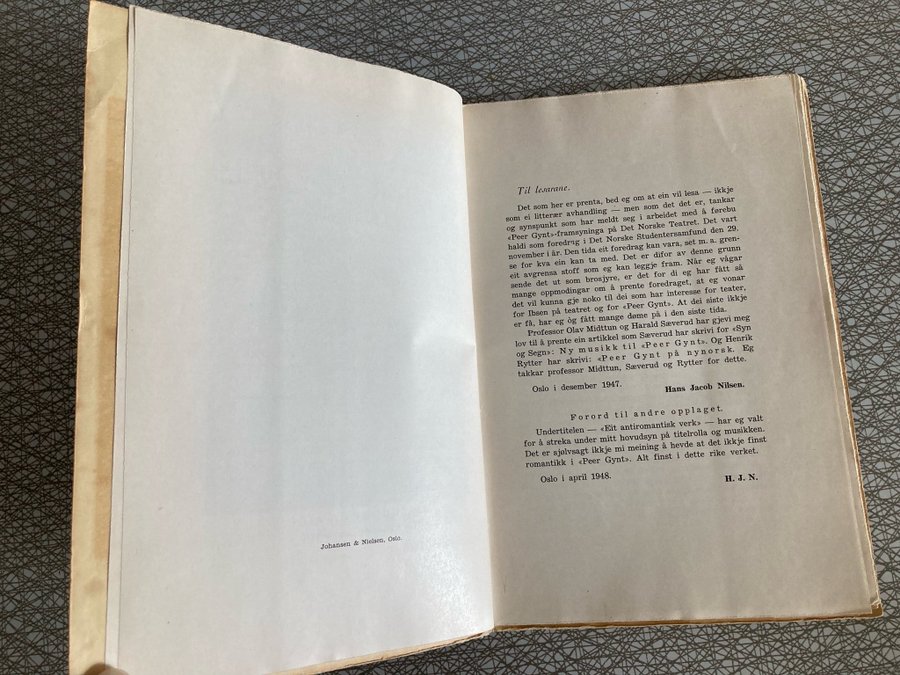 Johansen & Nielsen, Oslo.
Til lesarane.
Det som her er prenta, bed eg om at ein vil lesa — ikkje
som ei litterær avhandling — men som det det er, tankar
og synspunkt som har meldt seg i arbeidet med å førebu
«Peer Gynt»-framsyninga på Det Norske Teatret. Det vart
haldi som foredrag i Det Norske Studentersamfund den 29.
november i år. Den tida eit foredrag kan vara, set m. a. gren-
se for kva ein kan ta med. Det er difor av denne grunn
eit avgrensa stoff som eg kan leggje fram. Når eg vågar
sende det ut som brosjyre, er det for di eg har fått så
mange oppmodingar om å prente foredraget, at eg vonar
det vil kunna gje noko til dei som har interesse for teater,
for Ibsen på teatret og for «Peer Gynt». At dei siste ikkje
er få, har eg òg fått mange døme på i den siste tida.
Professor Olav Midttun og Harald Sæverud har gjevi meg
lov til å prente ein artikkel som Sæverud har skrivi for «Syn
og Segn»: Ny musikk til «Peer Gynt». Og Henrik
Rytter har skrivi: «Peer Gynt på nynorsk. Eg
takkar professor Midttun, Sæverud og Rytter for dette.
Oslo i desember 1947. Hans Jacob Nilsen.
Forord til andre opplaget.
Undertitelen — «Eit antiromantisk verk» — har eg valt
for å streka under mitt hovudsyn på titelrolla og musikken.
Det er sjølvsagt ikkje mi meining å hevde at det ikkje finst
romantikk i «Peer Gynt». Alt finst i dette rike verket.
Oslo i april 1948. H. J. N.